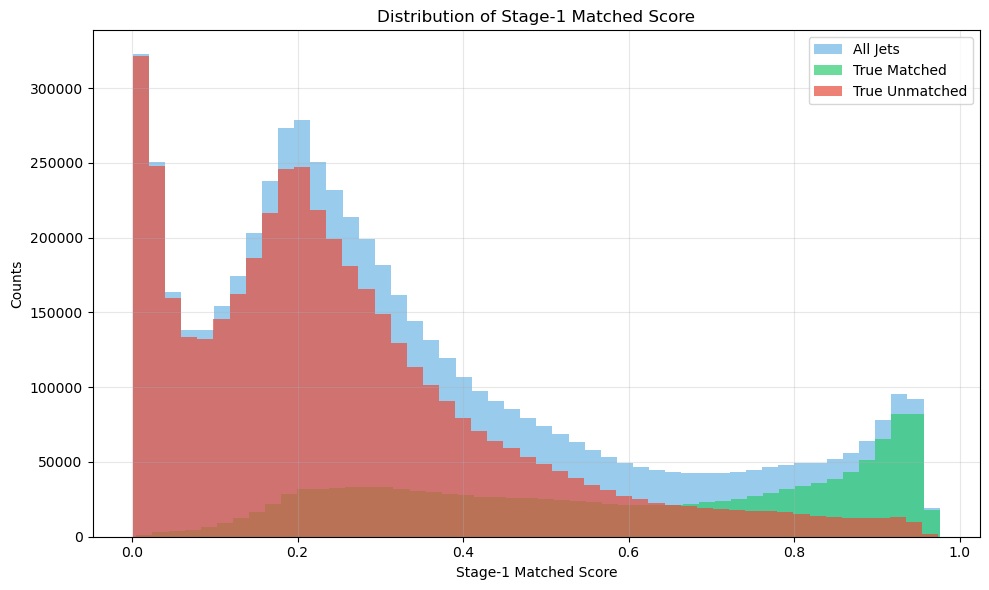 Distribution of Stage-1 Matched Score
All Jets
True Matched
True Unmatched
Counts
300000
250000
200000
150000
100000
50000
0
0.0 0.2 0.4 0.6 0.8 1.0
Stage-1 Matched Score